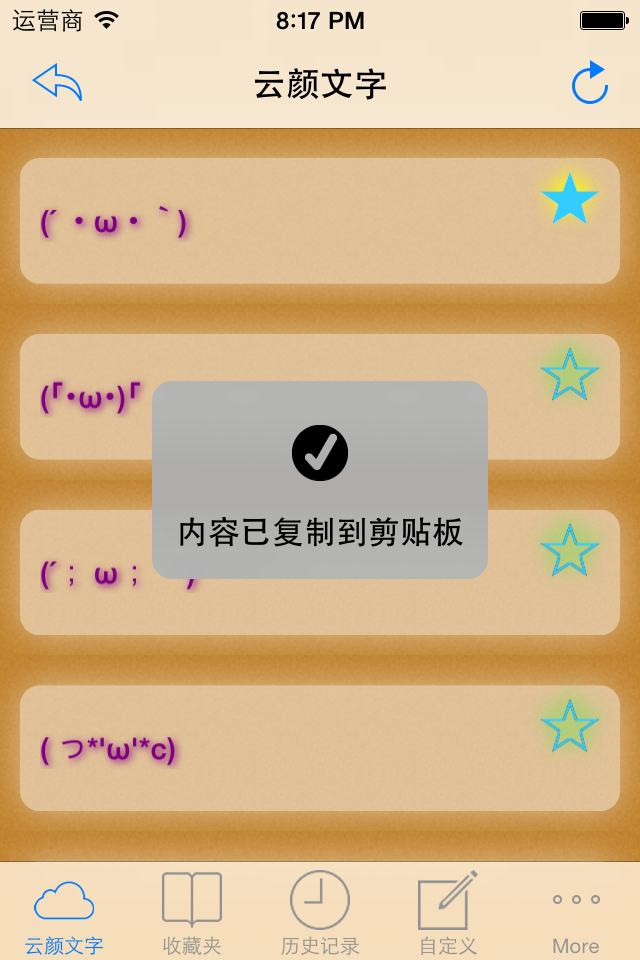 运营商 8:17 PM
云颜文字
(´・ω・｀)
(｢･ω･)｢
内容已复制到剪贴板
(´；ω；
)
( つ*'ω'*c)
云颜文字 收藏夹 历史记录 自定义 More